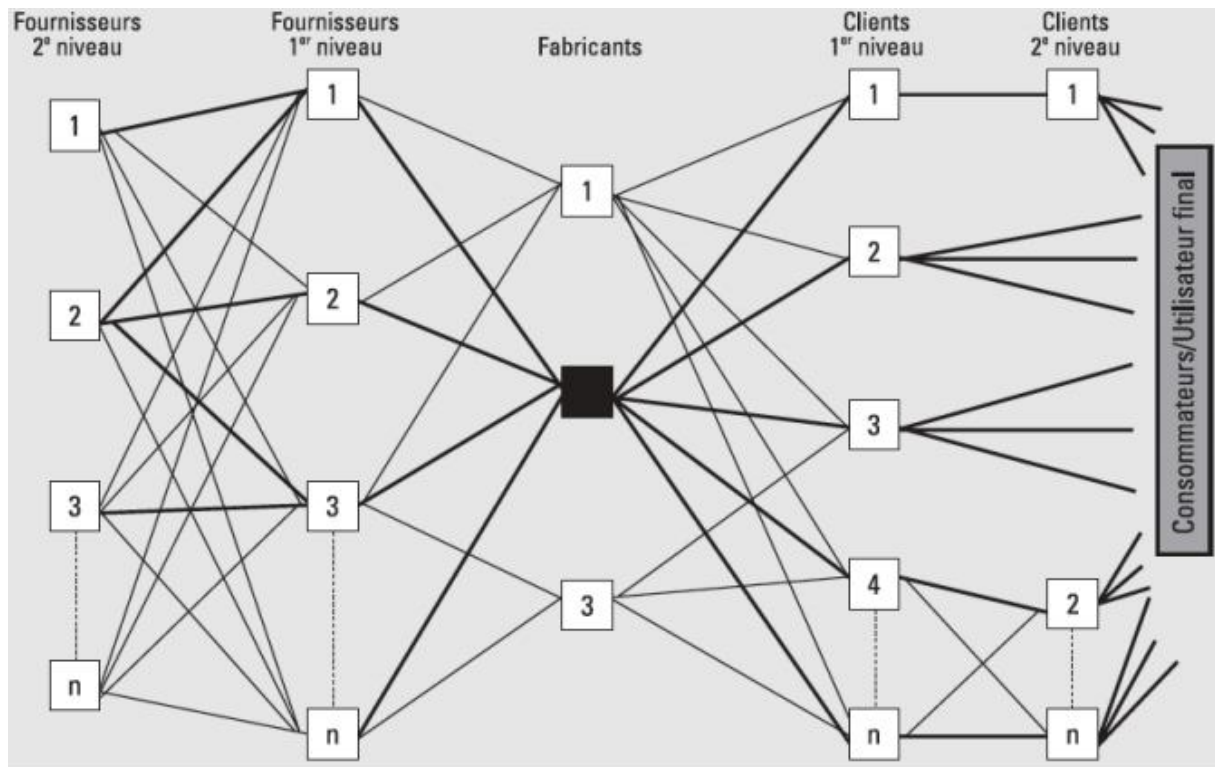 Fournisseurs
2e niveau
Fournisseurs
1er niveau
Fabricants
Clients
1er niveau
Clients
2e niveau
1
2
3
n
1
2
3
n
1
3
1
2
3
4
n
1
2
n
Consommateurs/Utilisateur final